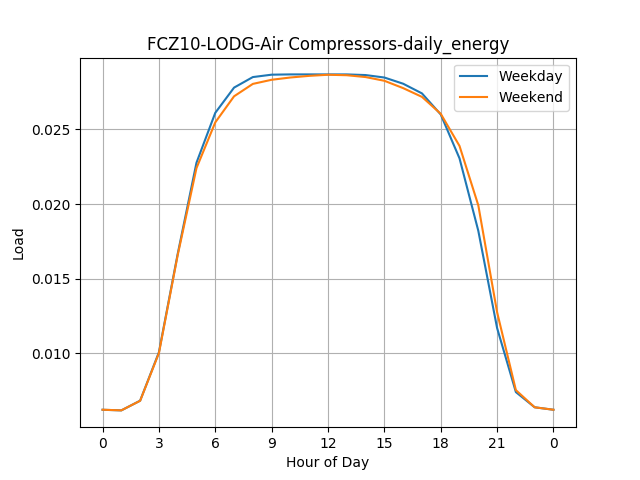 FCZ10-LODG-Air Compressors-daily_energy
Weekday
Weekend
0.025
0.020
0.015
0.010
Load
0 3 6 9 12 15 18 21 0
Hour of Day